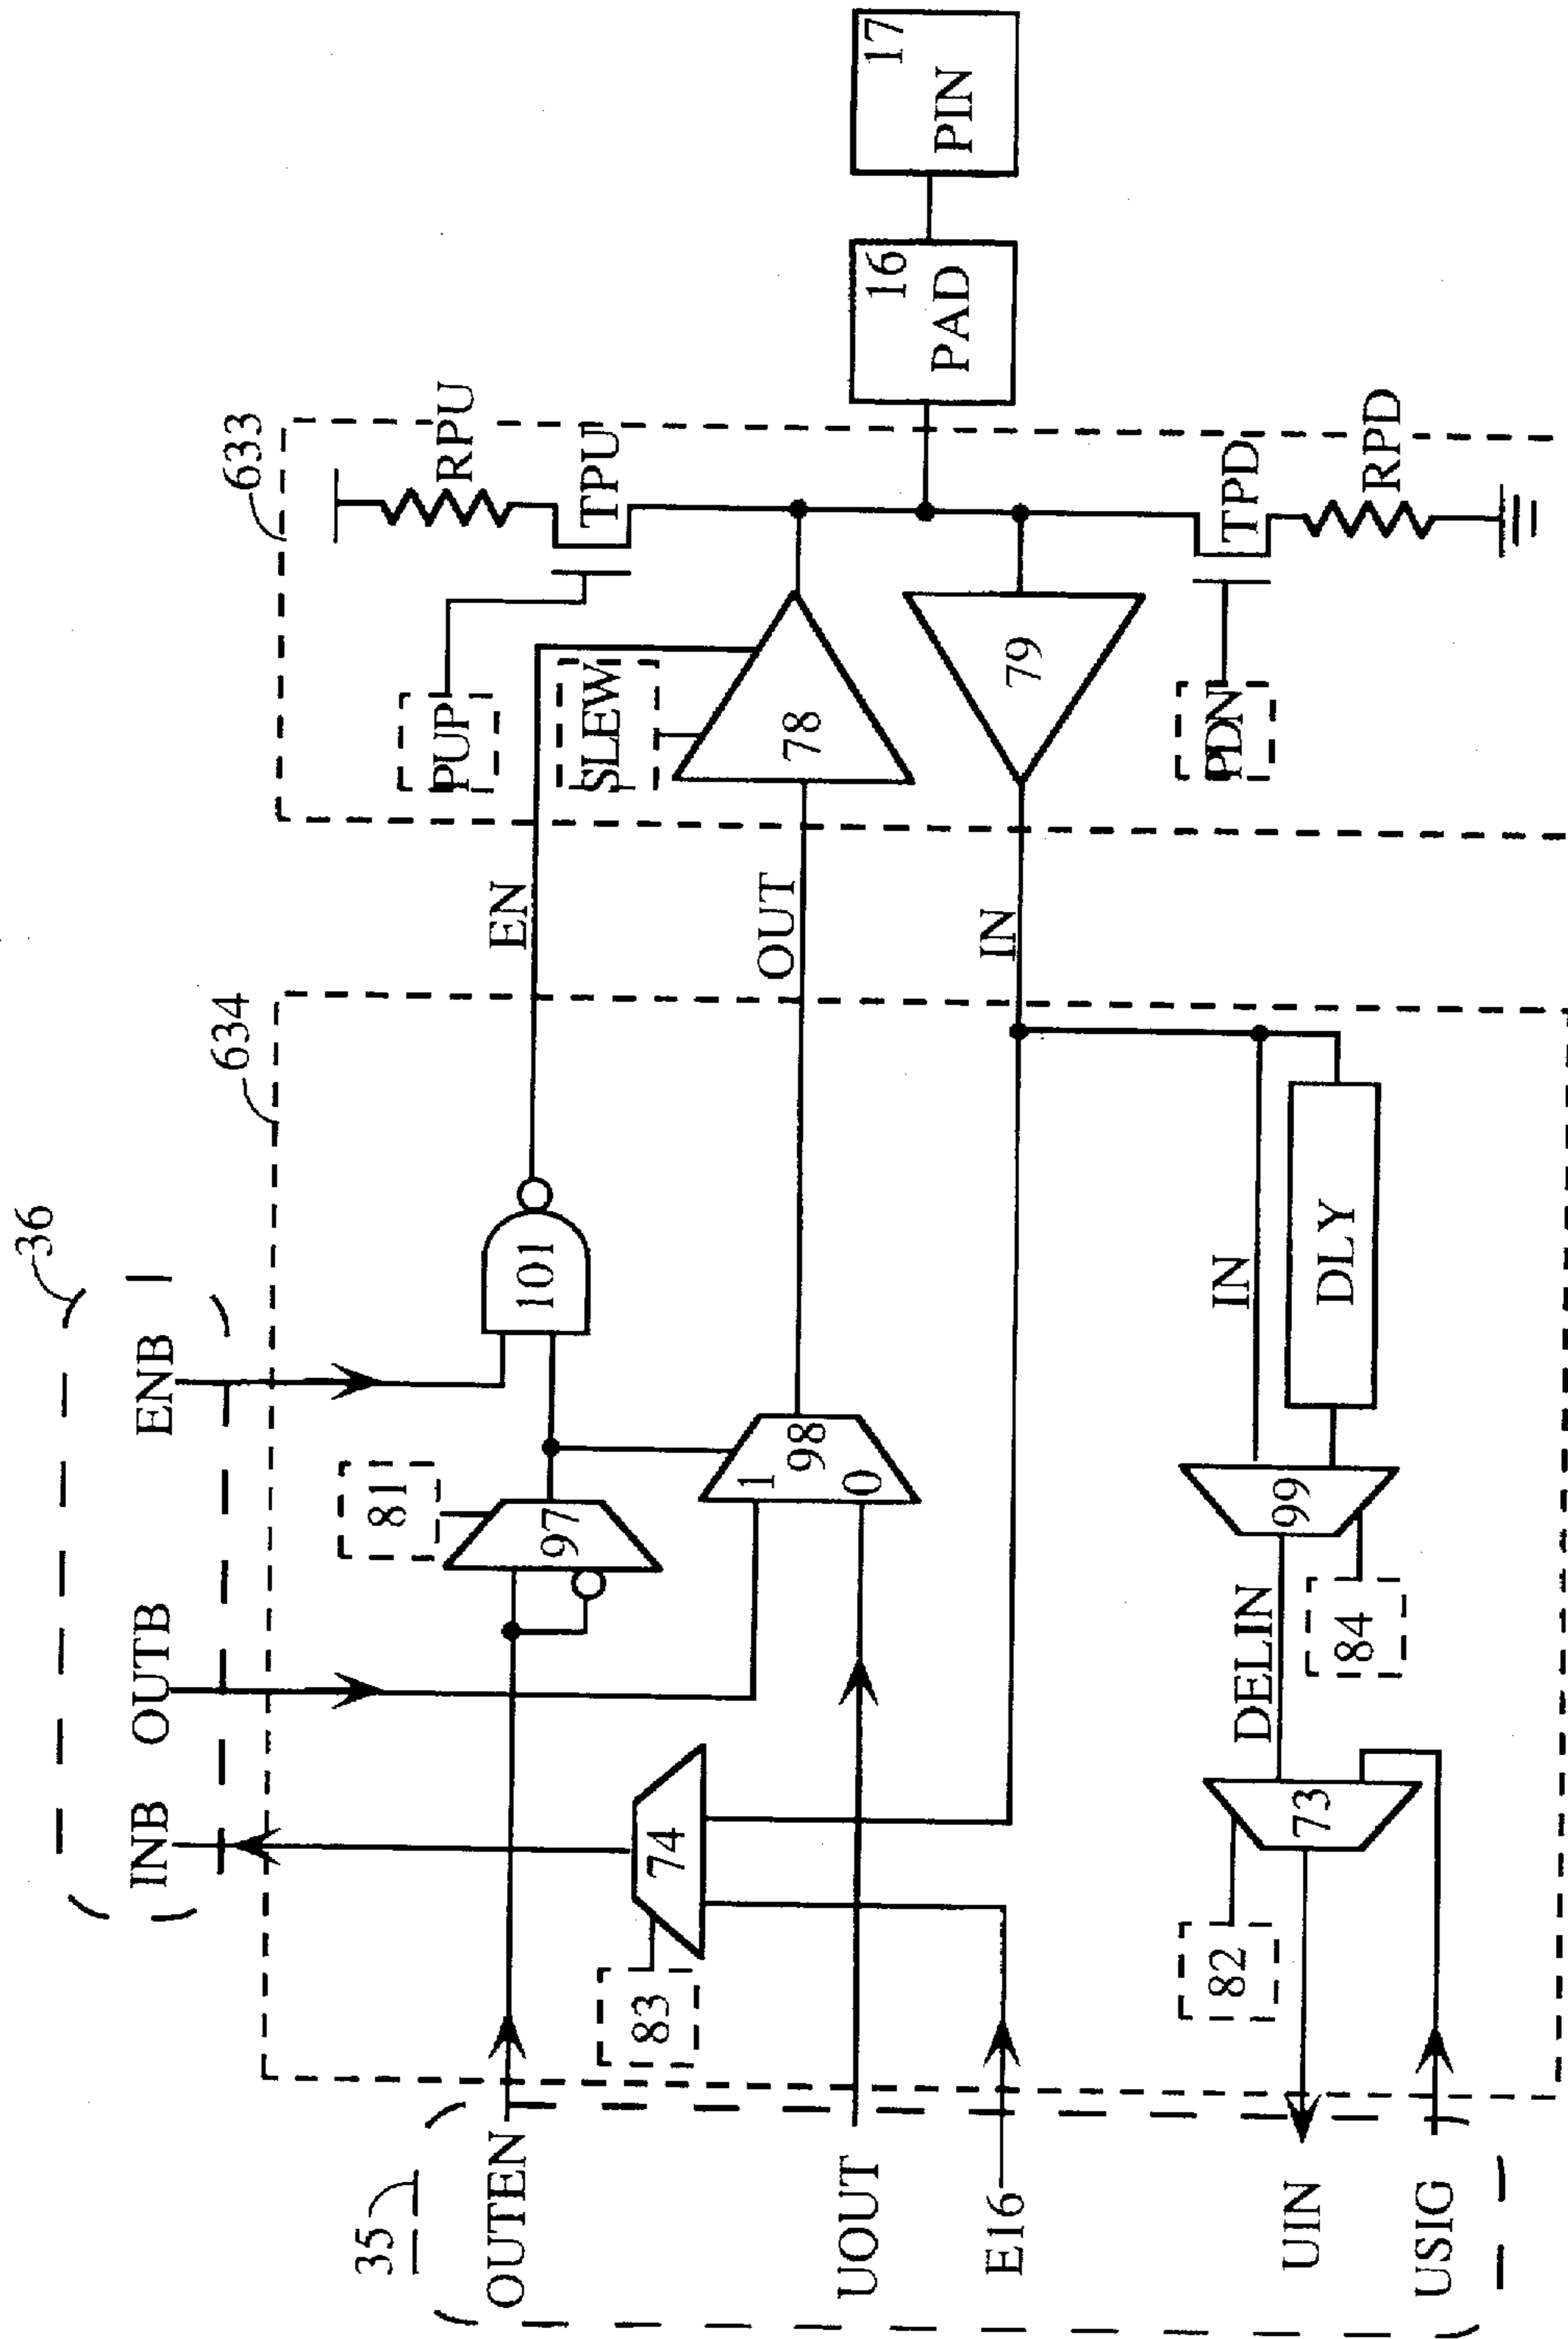 36
INB OUTB ENB
634
633
35
OUTEN
UOUT
E16
UIN
USIG
81
97
101
EN
PUP
RPU
TPU
SLEW
83
74
1
98
0
OUT
78
16
PAD
17
PIN
IN
79
82
73
DELIN
84
99
IN
DLY
PDN
TPD
RPD